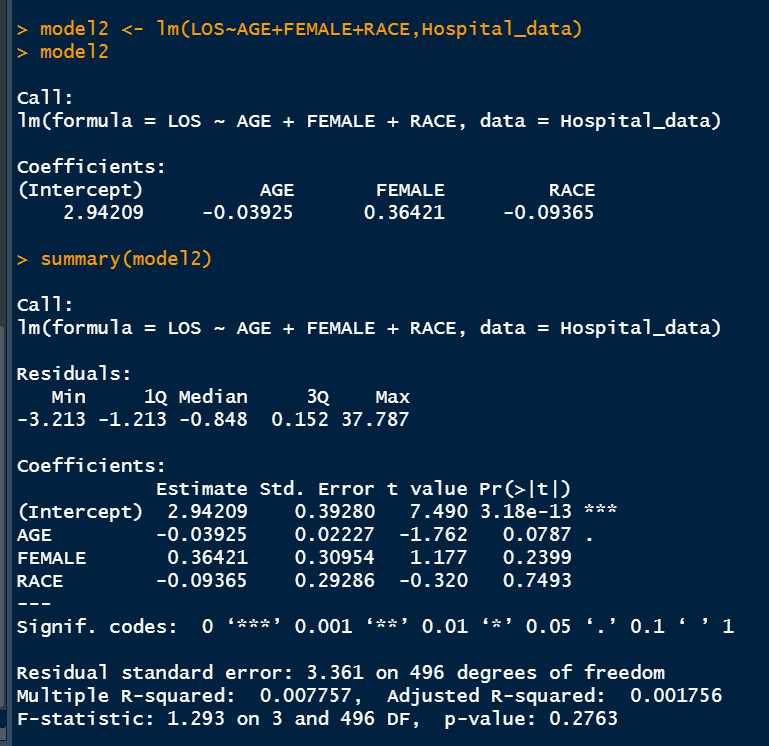 > model2 <- lm(LOS~AGE+FEMALE+RACE,Hospital_data)
> model2
Call:
lm(formula = LOS ~ AGE + FEMALE + RACE, data = Hospital_data)
Coefficients:
(Intercept)          AGE       FEMALE         RACE
    2.94209     -0.03925      0.36421     -0.09365
> summary(model2)
Call:
lm(formula = LOS ~ AGE + FEMALE + RACE, data = Hospital_data)
Residuals:
   Min     1Q Median     3Q    Max
-3.213 -1.213 -0.848  0.152 37.787
Coefficients:
            Estimate Std. Error t value Pr(>|t|)
(Intercept)  2.94209    0.39280   7.490 3.18e-13 ***
AGE         -0.03925    0.02227  -1.762   0.0787 .
FEMALE       0.36421    0.30954   1.177   0.2399
RACE        -0.09365    0.29286  -0.320   0.7493
---
Signif. codes:  0 ‘***’ 0.001 ‘**’ 0.01 ‘*’ 0.05 ‘.’ 0.1 ‘ ’ 1
Residual standard error: 3.361 on 496 degrees of freedom
Multiple R-squared:  0.007757,  Adjusted R-squared:  0.001756
F-statistic: 1.293 on 3 and 496 DF,  p-value: 0.2763